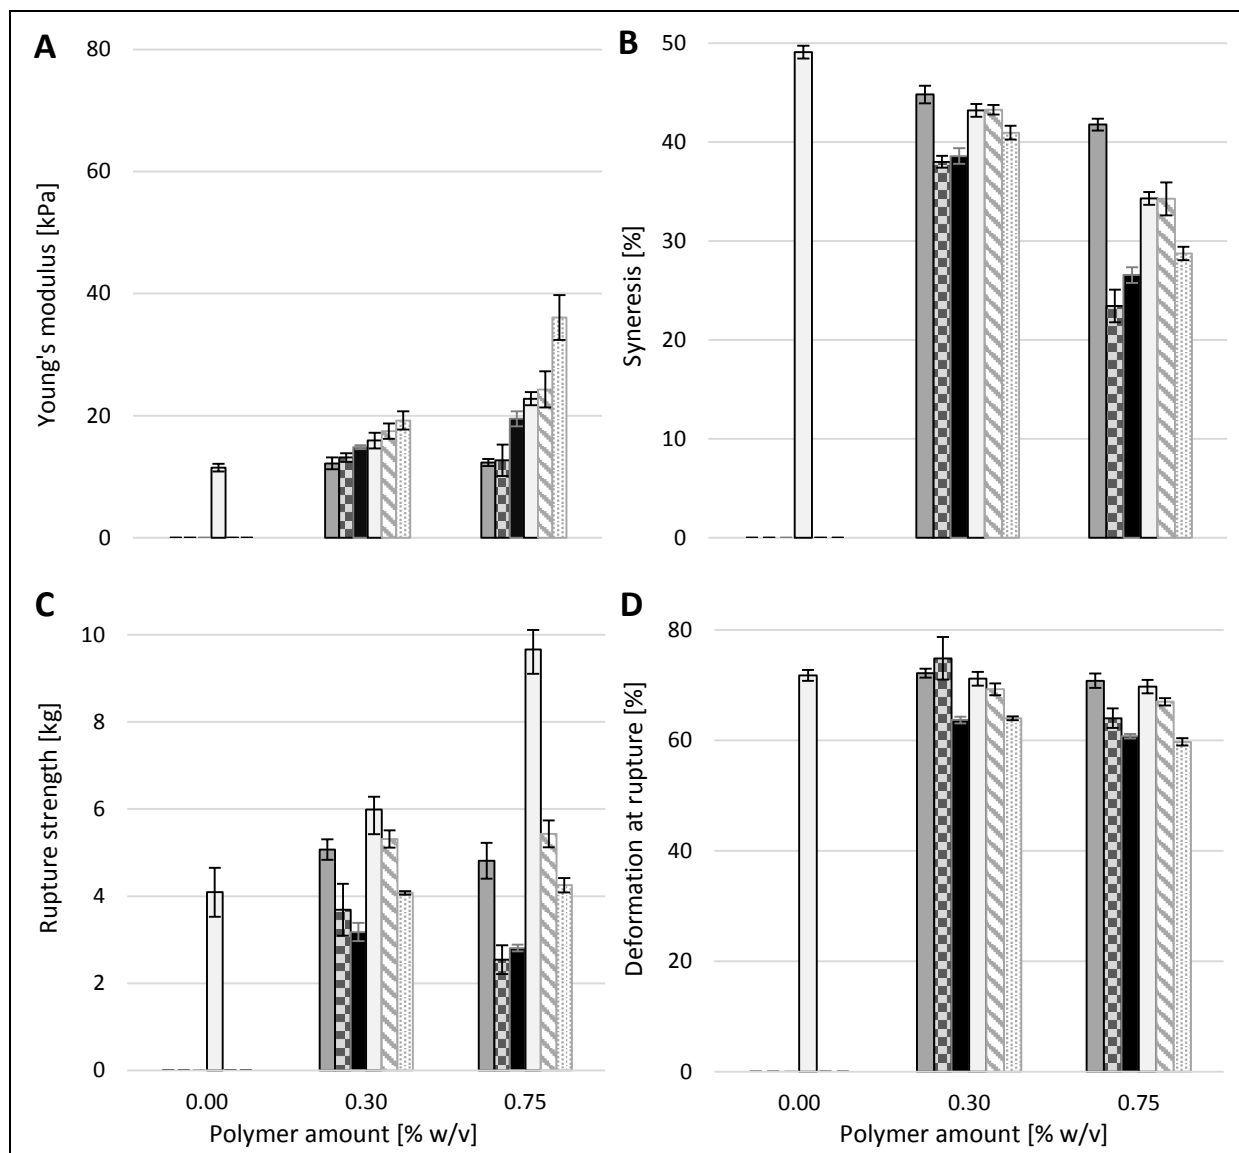 A
Young's modulus [kPa]
80
60
40
20
0
B
Syneresis [%]
50
40
30
20
10
0
C
Rupture strength [kg]
10
8
6
4
2
0
0.00 0.30 0.75
Polymer amount [% w/v]
D
Deformation at rupture [%]
80
60
40
20
0
0.00 0.30 0.75
Polymer amount [% w/v]